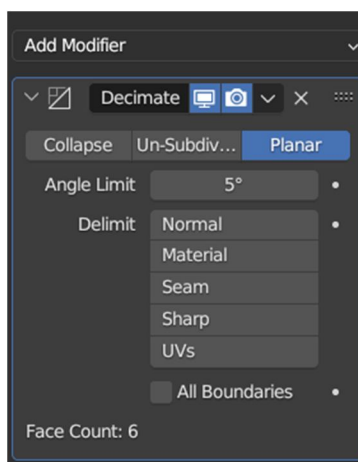 Add Modifier
Decimate
Collapse Un-Subdiv... Planar
Angle Limit 5°
Delimit Normal
Material
Seam
Sharp
UVs
All Boundaries
Face Count: 6